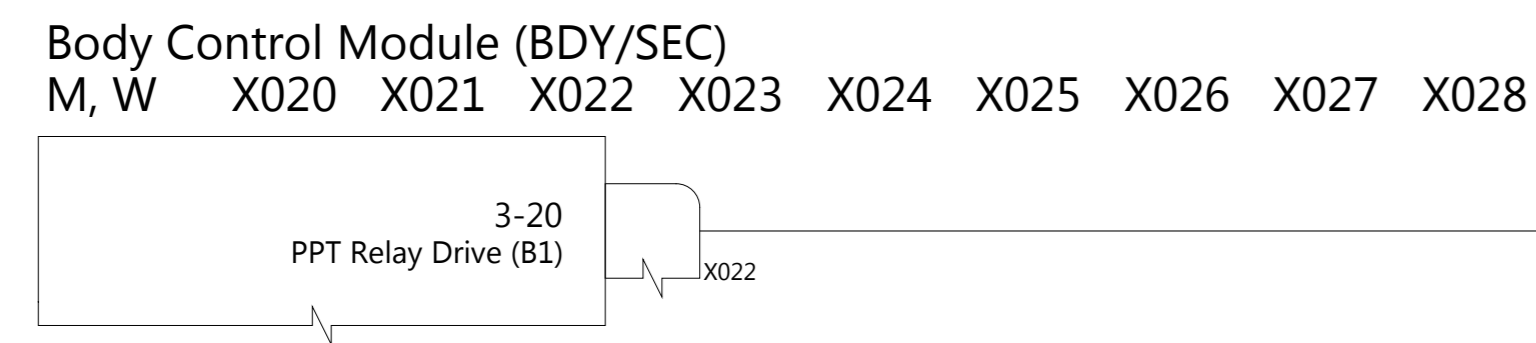 Body Control Module (BDY/SEC)
M, W X020 X021 X022 X023 X024 X025 X026 X027 X028
3-20
PPT Relay Drive (B1)
X022